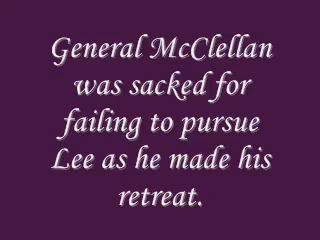 General McClellan
was sacked for
failing to pursue
Lee as he made his
retreat.